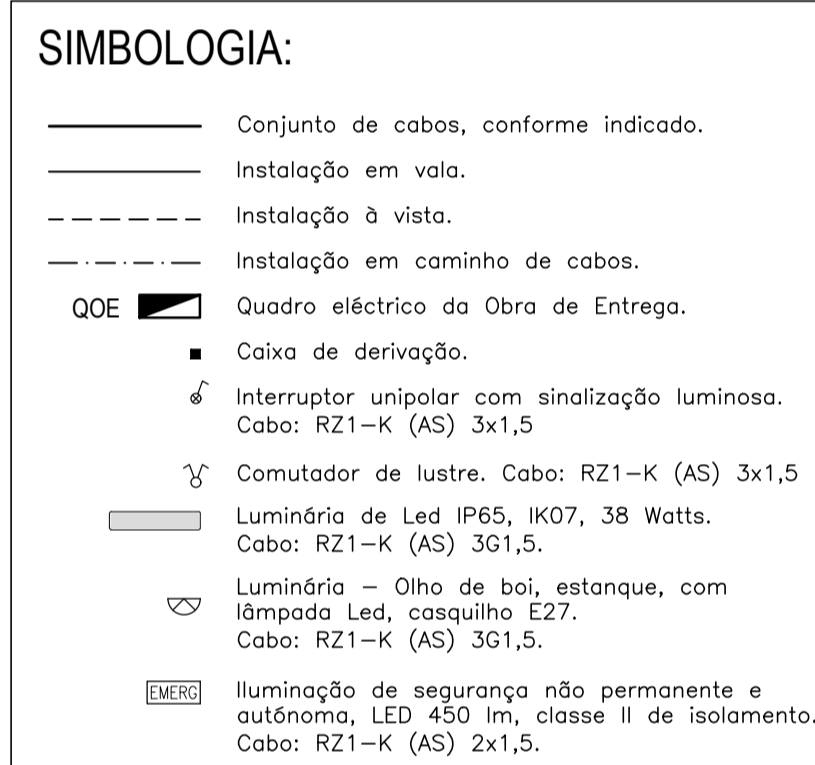 SIMBOLOGIA:
Conjunto de cabos, conforme indicado.
Instalação em vala.
Instalação à vista.
Instalação em caminho de cabos.
QOE Quadro eléctrico da Obra de Entrega.
Caixa de derivação.
Interruptor unipolar com sinalização luminosa.
Cabo: RZ1-K (AS) 3x1,5
Comutador de lustre. Cabo: RZ1-K (AS) 3x1,5
Luminária de Led IP65, IK07, 38 Watts.
Cabo: RZ1-K (AS) 3G1,5.
Luminária - Olho de boi, estanque, com
lâmpada Led, casquilho E27.
Cabo: RZ1-K (AS) 3G1,5.
EMERG Iluminação de segurança não permanente e
autónoma, LED 450 lm, classe II de isolamento.
Cabo: RZ1-K (AS) 2x1,5.